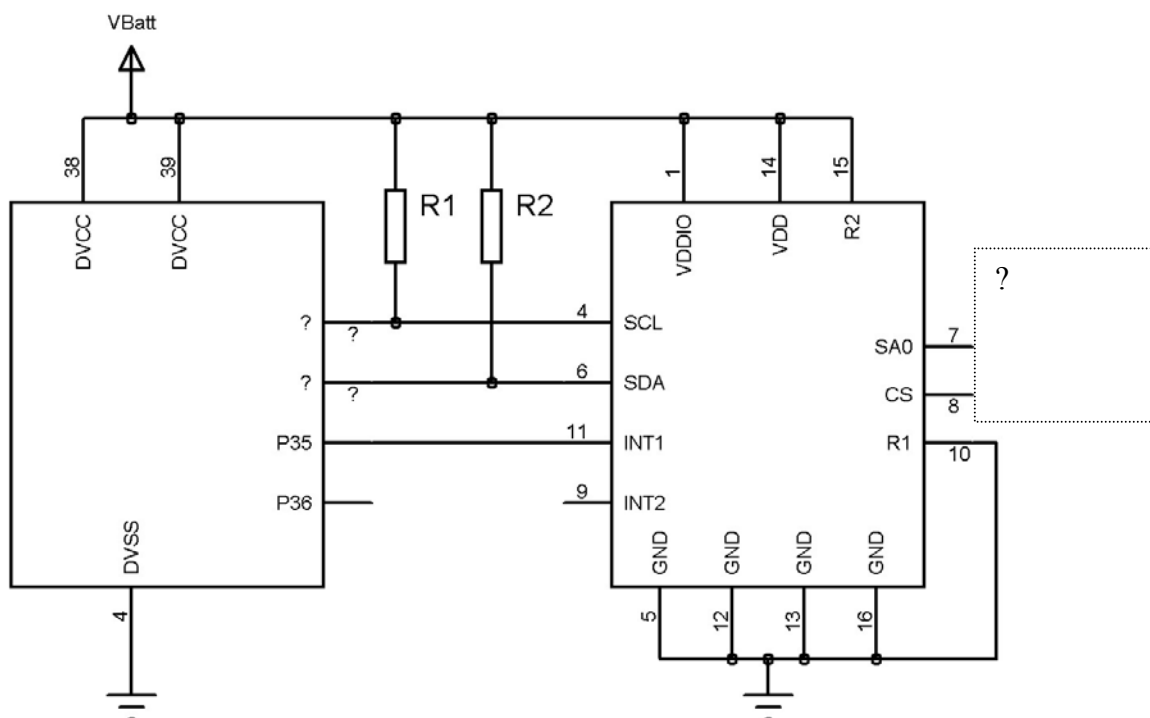 VBatt
38
39
1
14
15
DVCC
DVCC
R1
R2
VDDIO
VDD
R2
?
?
?
4
SCL
SA0
7
?
?
6
SDA
CS
8
P35
11
INT1
R1
10
P36
9
INT2
DVSS
GND
GND
GND
GND
4
5
12
13
16